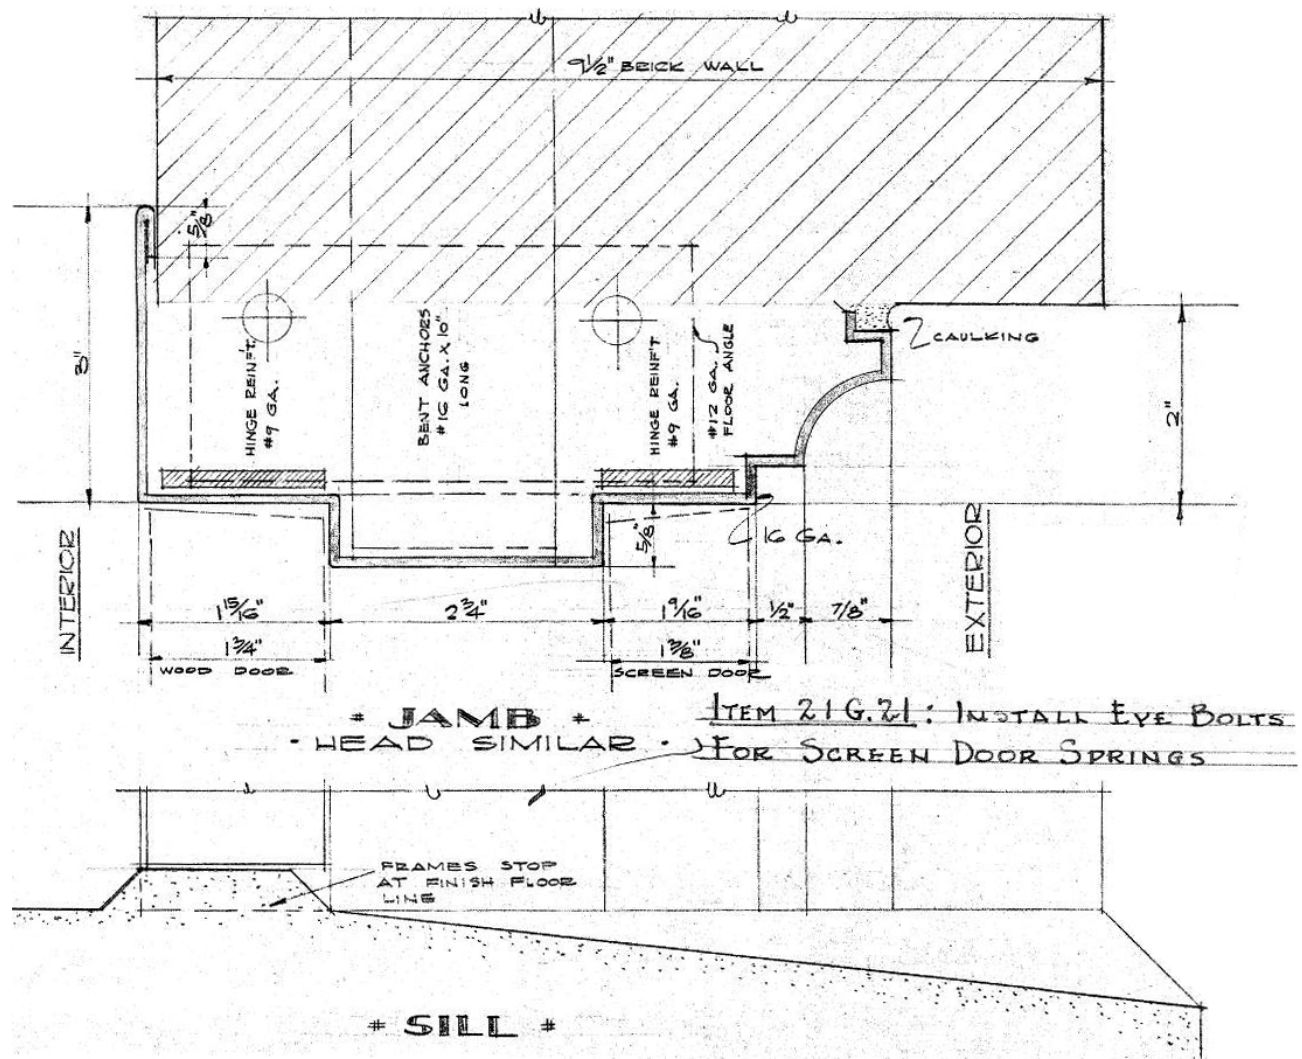 9½" BRICK WALL
5/8"
3"
HINGE REINF'T.
#9 GA.
BENT ANCHORS
#16 GA. X 10"
LONG
HINGE REINF'T
#9 GA.
#12 GA.
FLOOR ANGLE
CAULKING
2"
5/8"
16 GA.
INTERIOR
EXTERIOR
1 15/16"
2 3/4"
1 9/16"
1/2"
7/8"
1 3/4"
WOOD DOOR
1 3/8"
SCREEN DOOR
* JAMB *
· HEAD SIMILAR ·
ITEM 21G.21: INSTALL EYE BOLTS
FOR SCREEN DOOR SPRINGS
FRAMES STOP
AT FINISH FLOOR
LINE
* SILL *